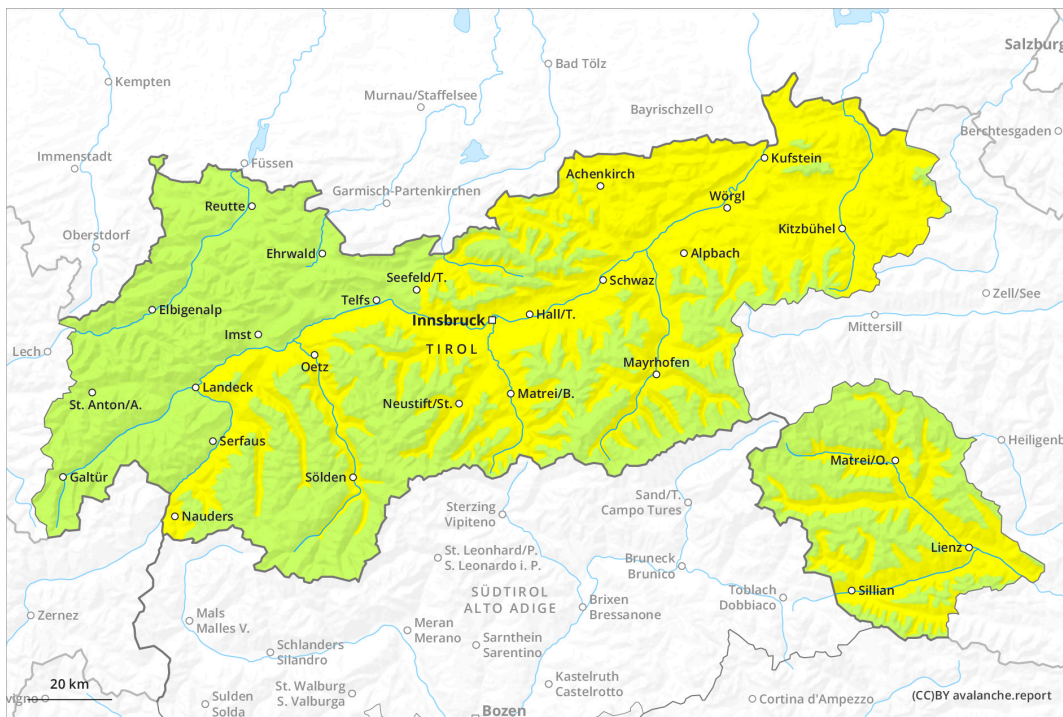 Salzburg
Kempten
Bad Tölz
Murnau/Staffelsee
Bayrischzell
Berchtesgaden
Immenstadt
Füssen
Kufstein
Achenkirch
Garmisch-Partenkirchen
Reutte
Wörgl
Oberstdorf
Ehrwald
Kitzbühel
Alpbach
Seefeld/T.
Schwaz
Telfs
Zell/See
Elbigenalp
Innsbruck
Hall/T.
Mittersill
Imst
TIROL
Lech
Oetz
Mayrhofen
Landeck
St. Anton/A.
Neustift/St.
Matrei/B.
Serfaus
Heiligenb
Matrei/O.
Galtür
Sölden
Sand/T.
Campo Tures
Sterzing
Vipiteno
Nauders
Lienz
St. Leonhard/P.
S. Leonardo i. P.
Bruneck
Brunico
SÜDTIROL
ALTO ADIGE
Toblach
Dobbiaco
Sillian
Brixen
Bressanone
Zernez
Mals
Malles V.
Meran
Merano
Sarnthein
Sarentino
Schlanders
Silandro
Kastelruth
Castelrotto
20 km
St. Walburg
S. Valburga
vigno
Sulden
Solda
Cortina d'Ampezzo
(CC)BY avalanche.report
Bozen